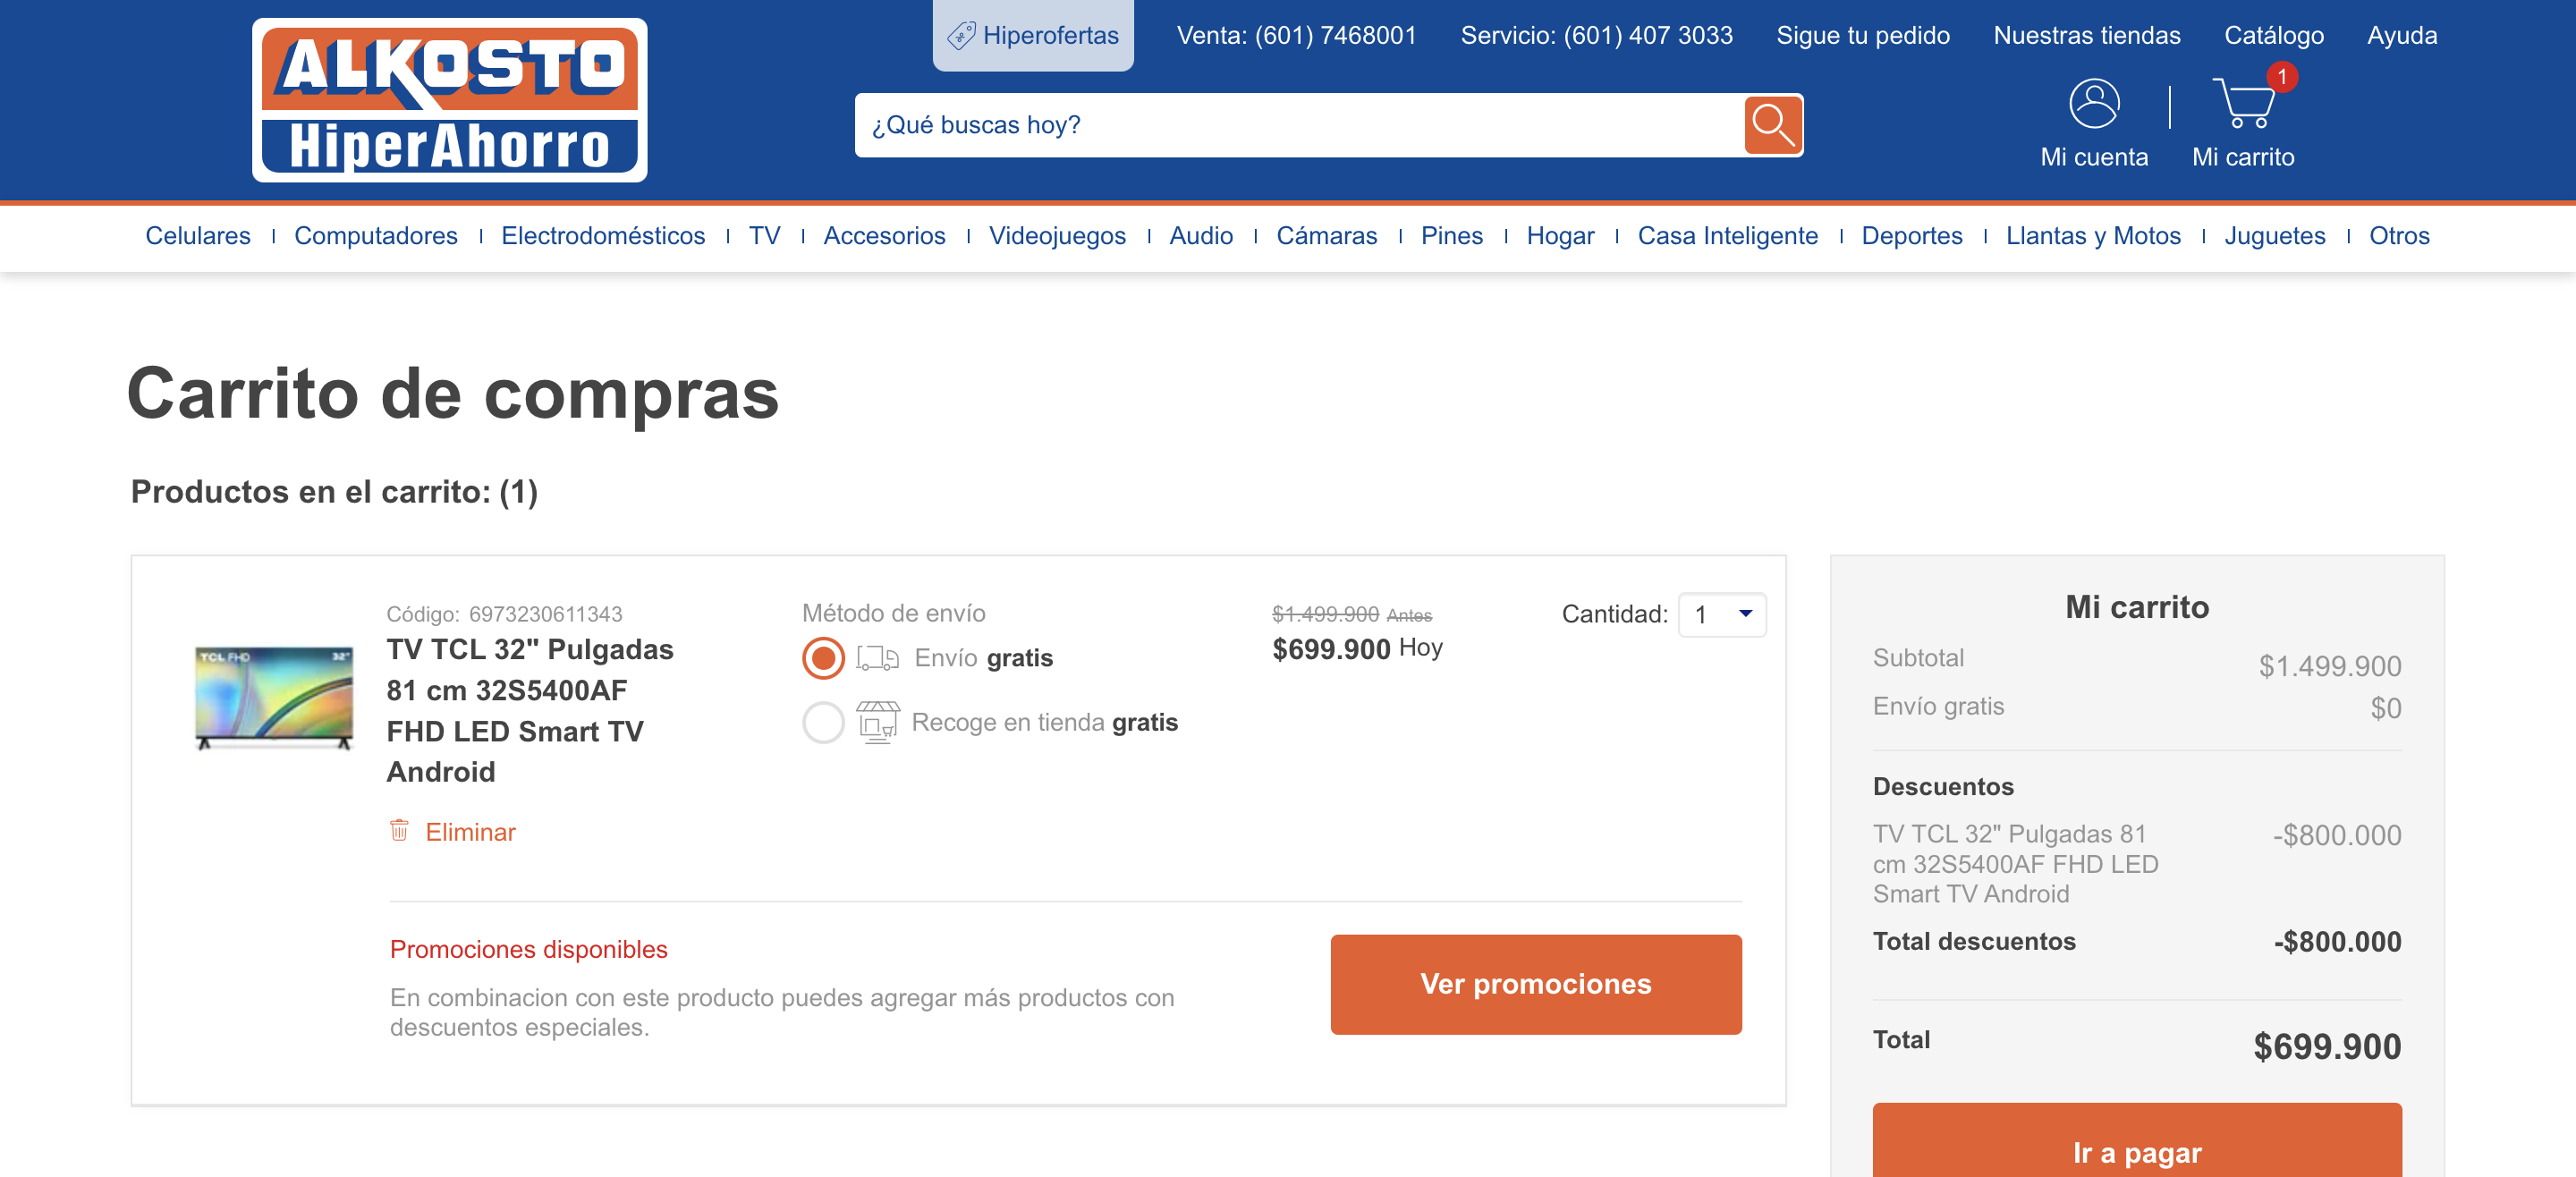 ALKOSTO
HiperAhorro
Hiperofertas
Venta: (601) 7468001
Servicio: (601) 407 3033
Sigue tu pedido
Nuestras tiendas
Catálogo
Ayuda
¿Qué buscas hoy?
Mi cuenta
1
Mi carrito
Celulares
Computadores
Electrodomésticos
TV
Accesorios
Videojuegos
Audio
Cámaras
Pines
Hogar
Casa Inteligente
Deportes
Llantas y Motos
Juguetes
Otros
Carrito de compras
Productos en el carrito: (1)
TCL FHD 32"
Código: 6973230611343
TV TCL 32" Pulgadas
81 cm 32S5400AF
FHD LED Smart TV
Android
Eliminar
Método de envío
Envío gratis
Recoge en tienda gratis
$1.499.900 Antes
$699.900 Hoy
Cantidad: 1
Promociones disponibles
En combinacion con este producto puedes agregar más productos con
descuentos especiales.
Ver promociones
Mi carrito
Subtotal $1.499.900
Envío gratis $0
Descuentos
TV TCL 32" Pulgadas 81 -$800.000
cm 32S5400AF FHD LED
Smart TV Android
Total descuentos -$800.000
Total $699.900
Ir a pagar